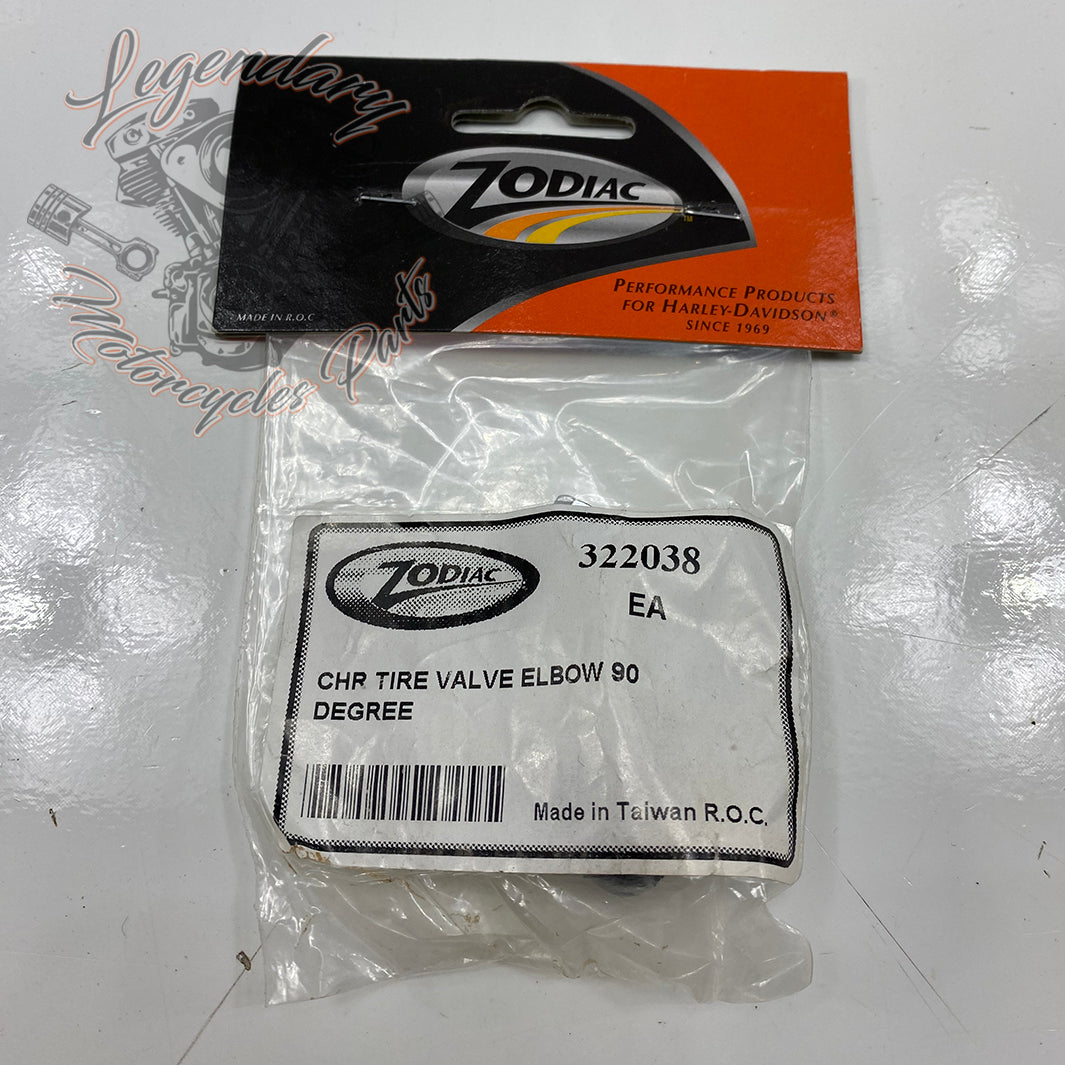 Legendary
Motorcycles Parts
ZODIAC
TM
PERFORMANCE PRODUCTS
FOR HARLEY-DAVIDSON®
SINCE 1969
MADE IN R.O.C
ZODIAC
322038
EA
CHR TIRE VALVE ELBOW 90
DEGREE
Made in Taiwan R.O.C.